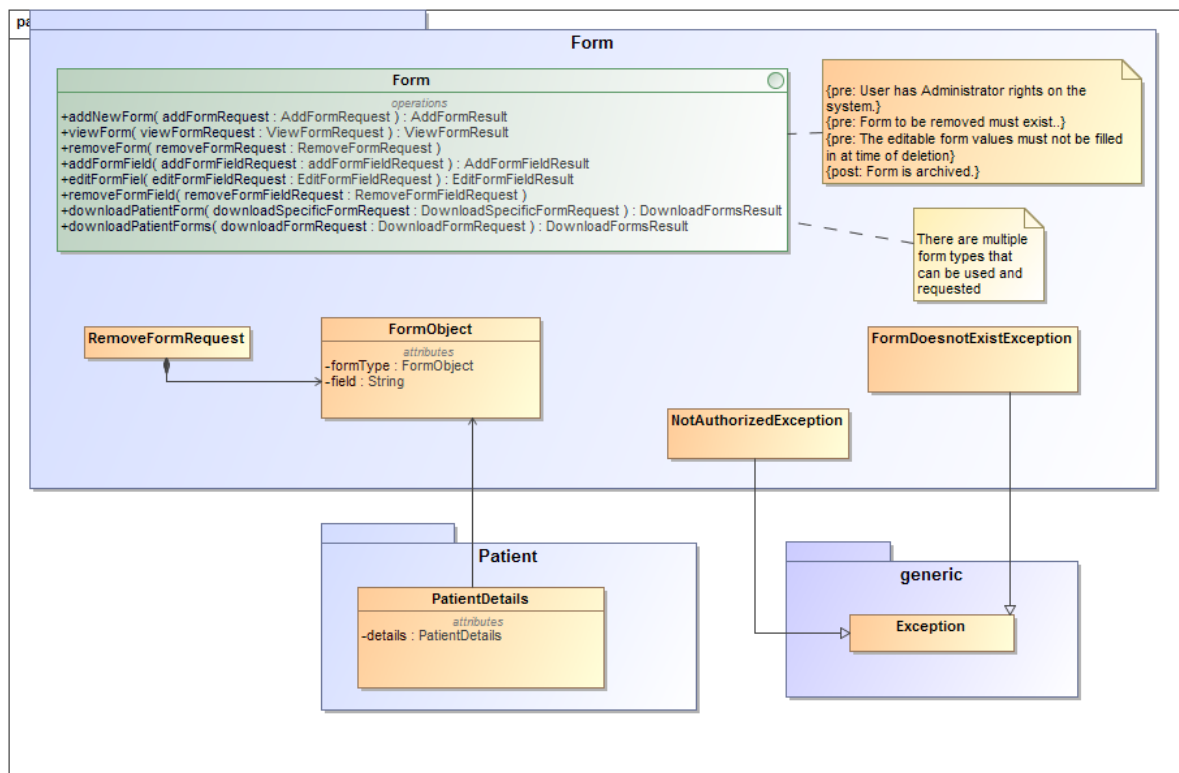 pa
Form
Form
operations
+addNewForm( addFormRequest : AddFormRequest ) : AddFormResult
+viewForm( viewFormRequest : ViewFormRequest ) : ViewFormResult
+removeForm( removeFormRequest : RemoveFormRequest )
+addFormField( addFormFieldRequest : addFormFieldRequest ) : AddFormFieldResult
+editFormFiel( editFormFieldRequest : EditFormFieldRequest ) : EditFormFieldResult
+removeFormField( removeFormFieldRequest : RemoveFormFieldRequest )
+downloadPatientForm( downloadSpecificFormRequest : DownloadSpecificFormRequest ) : DownloadFormsResult
+downloadPatientForms( downloadFormRequest : DownloadFormRequest ) : DownloadFormsResult
{pre: User has Administrator rights on the
system.}
{pre: Form to be removed must exist..}
{pre: The editable form values must not be filled
in at time of deletion}
{post: Form is archived.}
There are multiple
form types that
can be used and
requested
RemoveFormRequest
FormObject
attributes
-formType : FormObject
-field : String
FormDoesnotExistException
NotAuthorizedException
Patient
PatientDetails
attributes
-details : PatientDetails
generic
Exception